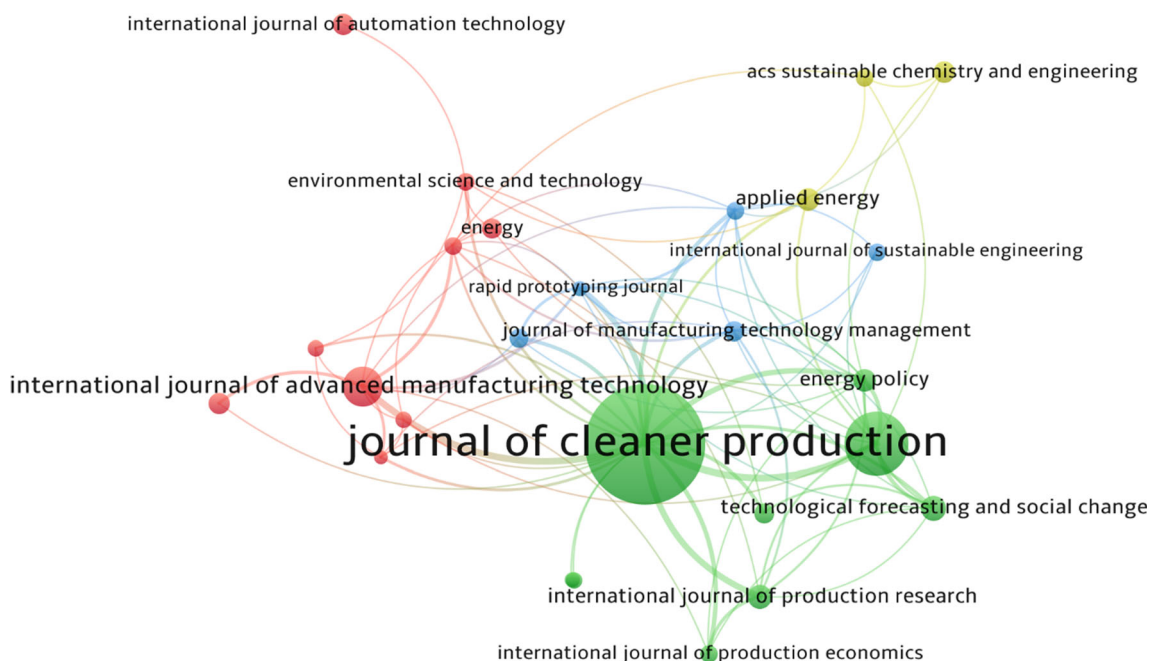 international journal of automation technology
acs sustainable chemistry and engineering
environmental science and technology
applied energy
energy
international journal of sustainable engineering
rapid prototyping journal
journal of manufacturing technology management
energy policy
international journal of advanced manufacturing technology
journal of cleaner production
technological forecasting and social change
international journal of production research
international journal of production economics